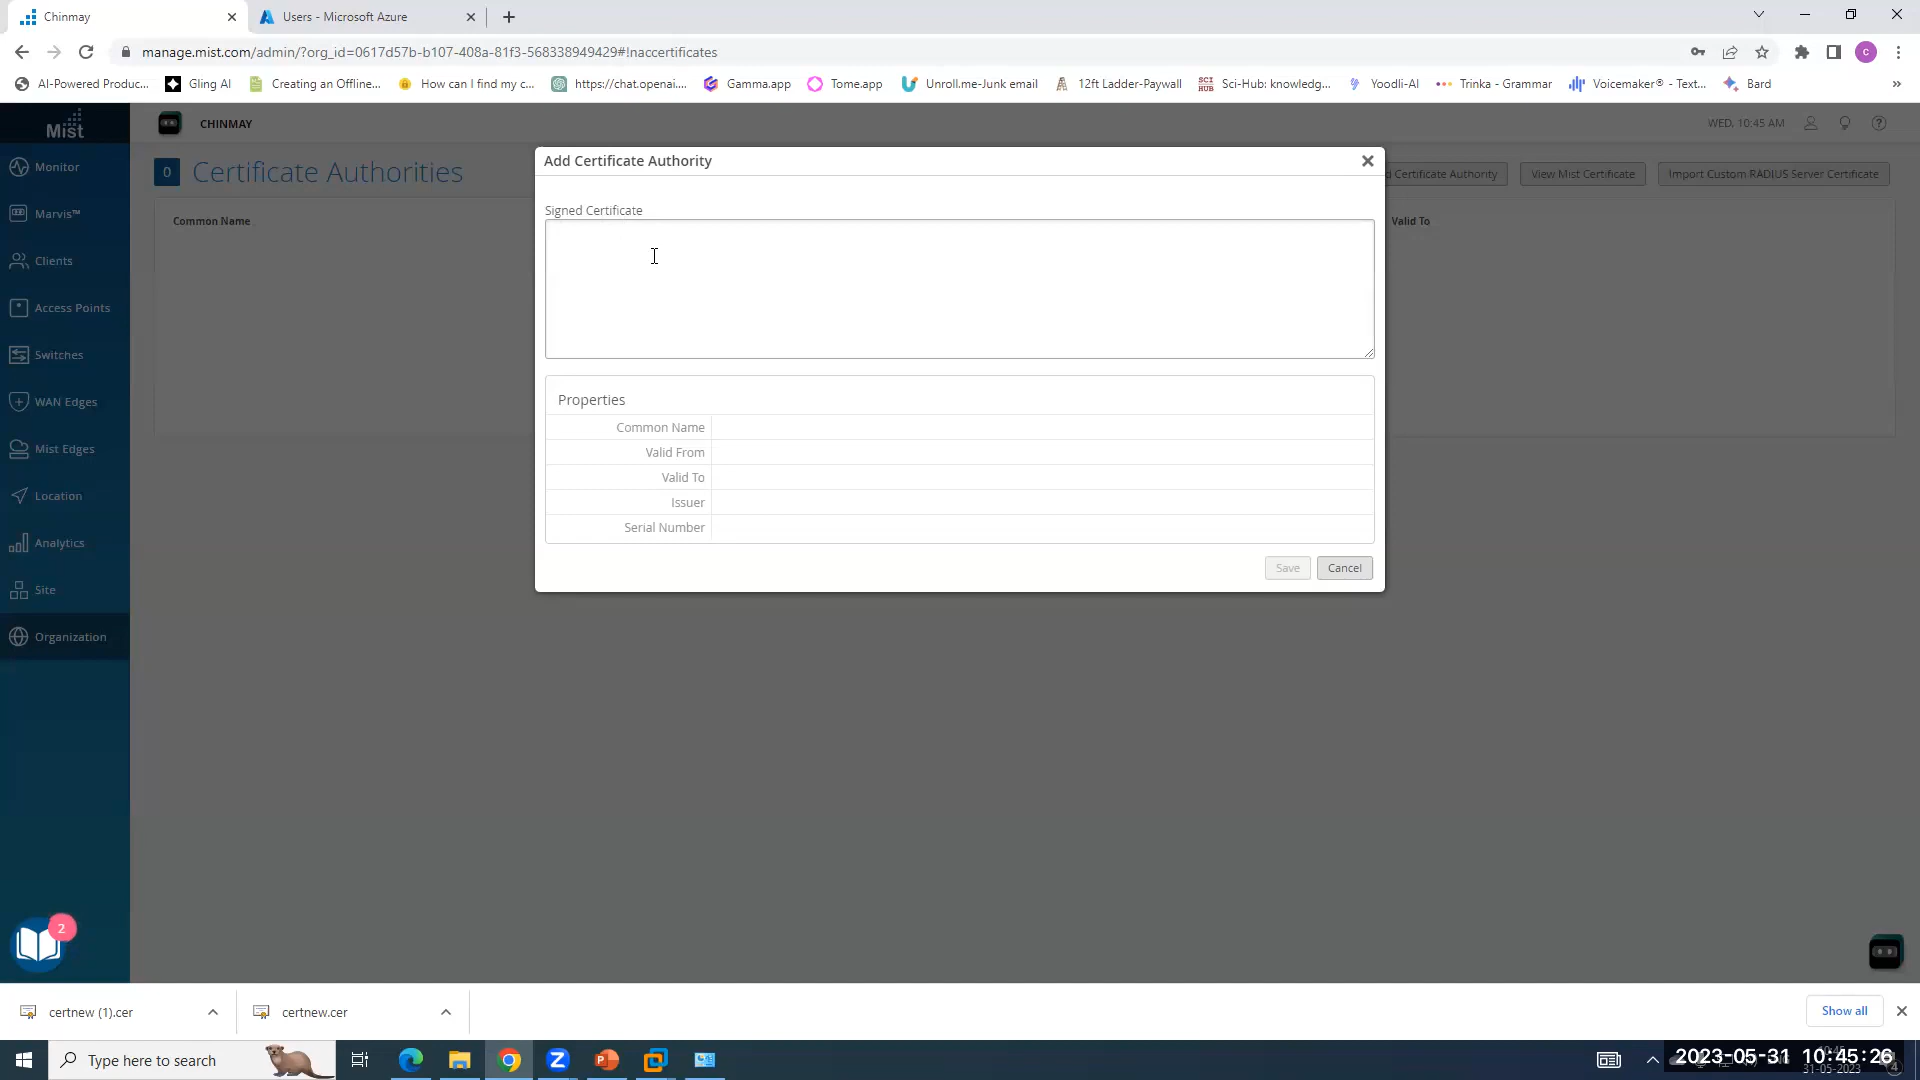 Chinmay
Users - Microsoft Azure
manage.mist.com/admin/?org_id=0617d57b-b107-408a-81f3-568338949429#!naccertificates
C
AI-Powered Produc...
Gling AI
Creating an Offline...
How can I find my c...
https://chat.openai....
Gamma.app
Tome.app
Unroll.me-Junk email
12ft Ladder-Paywall
SCI HUB
Sci-Hub: knowledg...
Yoodli-AI
Trinka - Grammar
Voicemaker® - Text...
Bard
Mist
CHINMAY
WED, 10:45 AM
Monitor
Marvis™
Clients
Access Points
Switches
WAN Edges
Mist Edges
Location
Analytics
Site
Organization
0 Certificate Authorities
d Certificate Authority
View Mist Certificate
Import Custom RADIUS Server Certificate
Common Name
Valid To
Add Certificate Authority
Signed Certificate
Properties
Common Name
Valid From
Valid To
Issuer
Serial Number
Save
Cancel
2
certnew (1).cer
certnew.cer
Show all
Type here to search
2023-05-31 10:45:26
31-05-2023
4